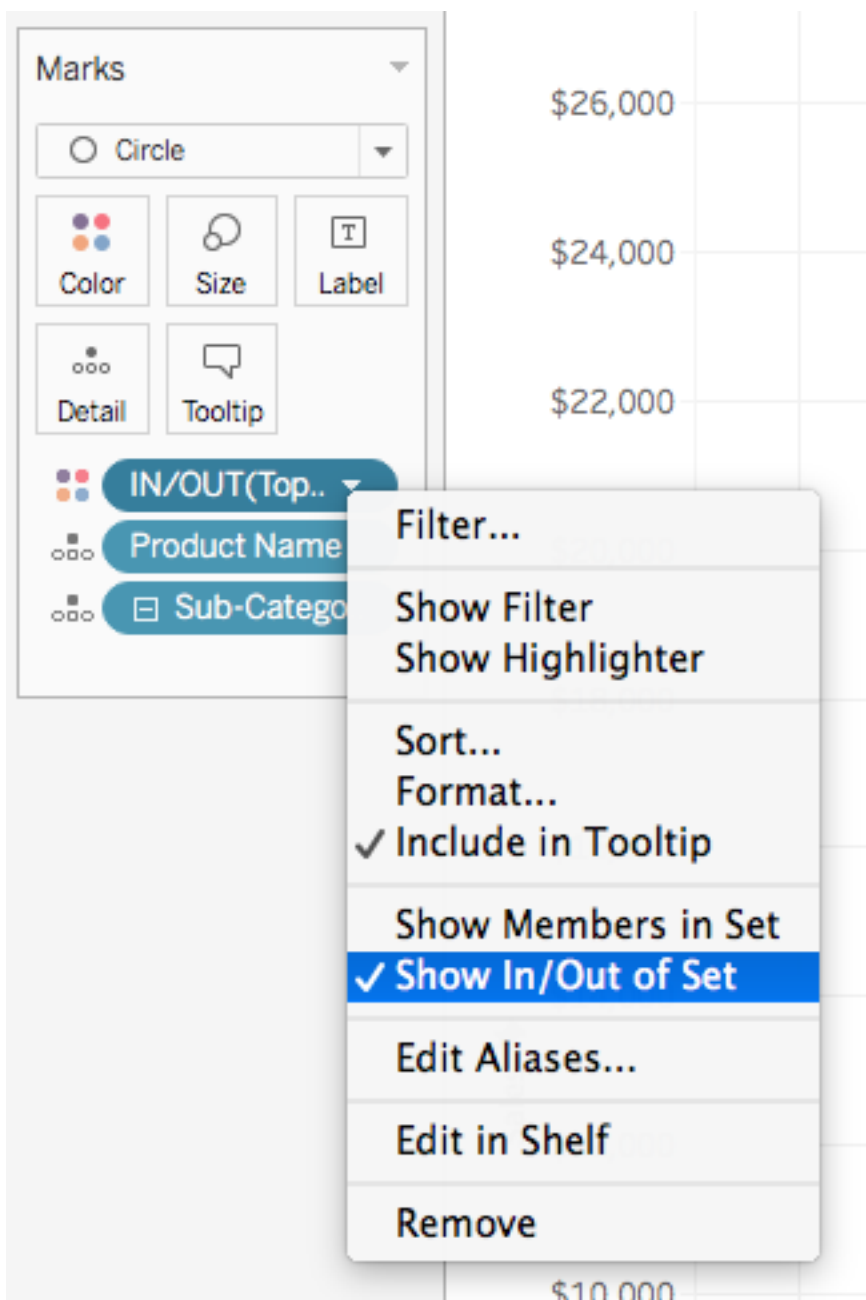 Marks
Circle
Color Size Label
T
Detail Tooltip
IN/OUT(Top..
Product Name
Sub-Catego
$26,000
$24,000
$22,000
$20,000
Filter...
Show Filter
Show Highlighter
Sort...
Format...
✓ Include in Tooltip
Show Members in Set
✓ Show In/Out of Set
Edit Aliases...
Edit in Shelf
Remove
$10,000